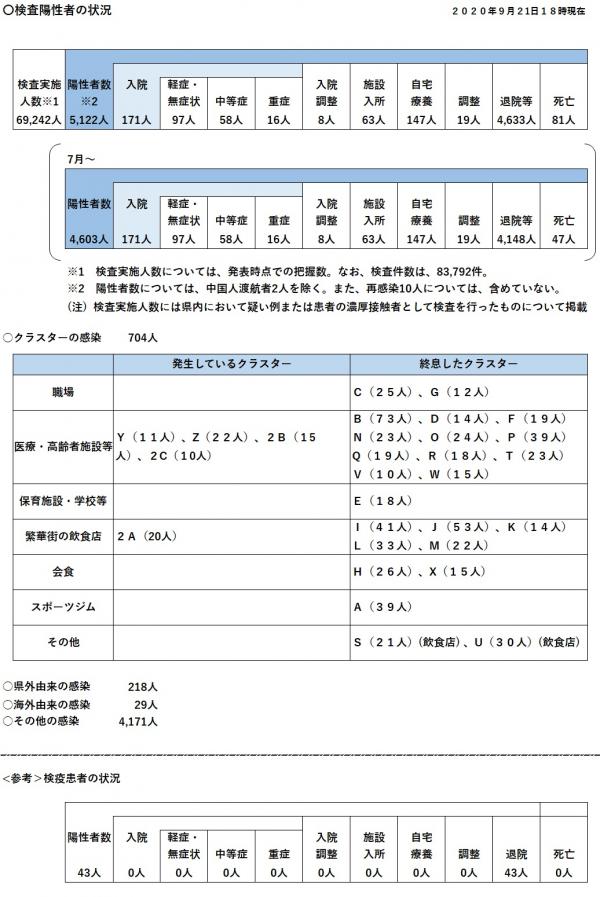 〇検査陽性者の状況
２０２０年９月２１日１８時現在
検査実施人数※1 陽性者数※2 入院 軽症・無症状 中等症 重症 入院調整 施設入所 自宅療養 調整 退院等 死亡
69,242人 5,122人 171人 97人 58人 16人 8人 63人 147人 19人 4,633人 81人
7月～
陽性者数 入院 軽症・無症状 中等症 重症 入院調整 施設入所 自宅療養 調整 退院等 死亡
4,603人 171人 97人 58人 16人 8人 63人 147人 19人 4,148人 47人
※1　検査実施人数については、発表時点での把握数。なお、検査件数は、83,792件。
※2　陽性者数については、中国人渡航者2人を除く。また、再感染10人については、含めていない。
（注）検査実施人数には県内において疑い例または患者の濃厚接触者として検査を行ったものについて掲載
○クラスターの感染　704人
発生しているクラスター 終息したクラスター
職場 Ｃ（２５人）、Ｇ（１２人）
医療・高齢者施設等
Ｙ（１１人）、Ｚ（２２人）、２Ｂ（１５
人）、２Ｃ（１０人）
Ｂ（７３人）、Ｄ（１４人）、Ｆ（１９人）
Ｎ（２３人）、Ｏ（２４人）、Ｐ（３９人）
Ｑ（１９人）、Ｒ（１８人）、Ｔ（２３人）
Ｖ（１０人）、Ｗ（１５人）
保育施設・学校等 Ｅ（１８人）
繁華街の飲食店 ２Ａ（20人）
Ｉ（４１人）、Ｊ（５３人）、Ｋ（１４人）
Ｌ（３３人）、Ｍ（２２人）
会食 Ｈ（２６人）、Ｘ（１５人）
スポーツジム Ａ（３９人）
その他 Ｓ（２１人）（飲食店）、Ｕ（３０人）（飲食店）
○県外由来の感染　218人
○海外由来の感染　29人
○その他の感染　4,171人
<参考＞検疫患者の状況
陽性者数 入院 軽症・無症状 中等症 重症 入院調整 施設入所 自宅療養 調整 退院 死亡
43人 0人 0人 0人 0人 0人 0人 0人 0人 43人 0人